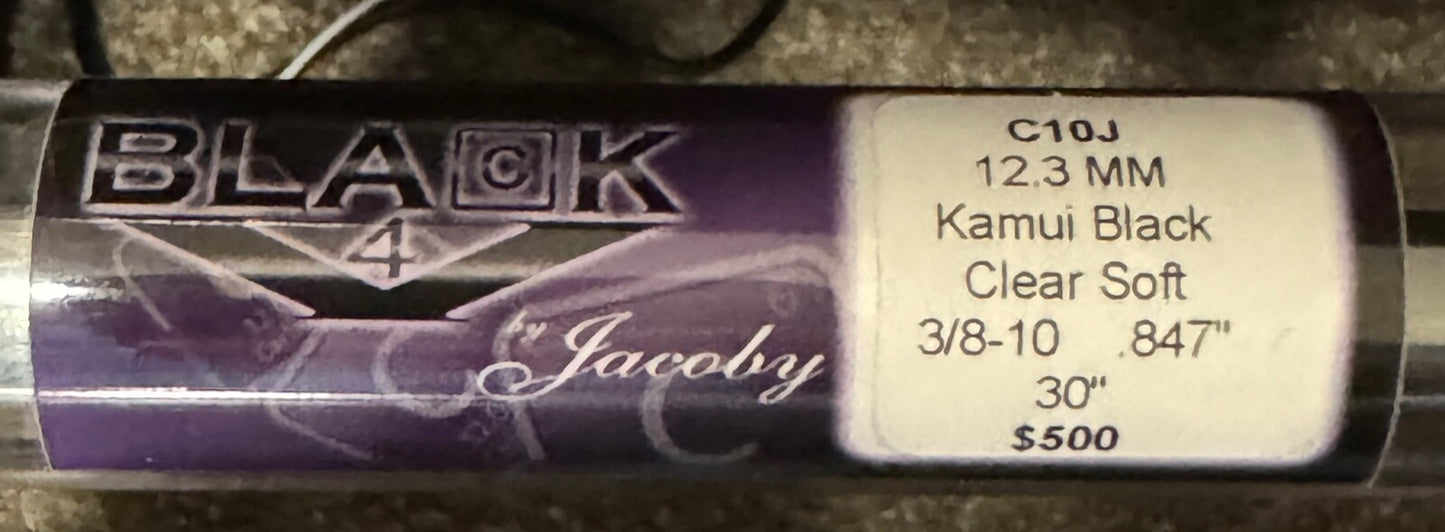 BLACK
4
by Jacoby
C10J
12.3 MM
Kamui Black
Clear Soft
3/8-10 .847"
30"
$500